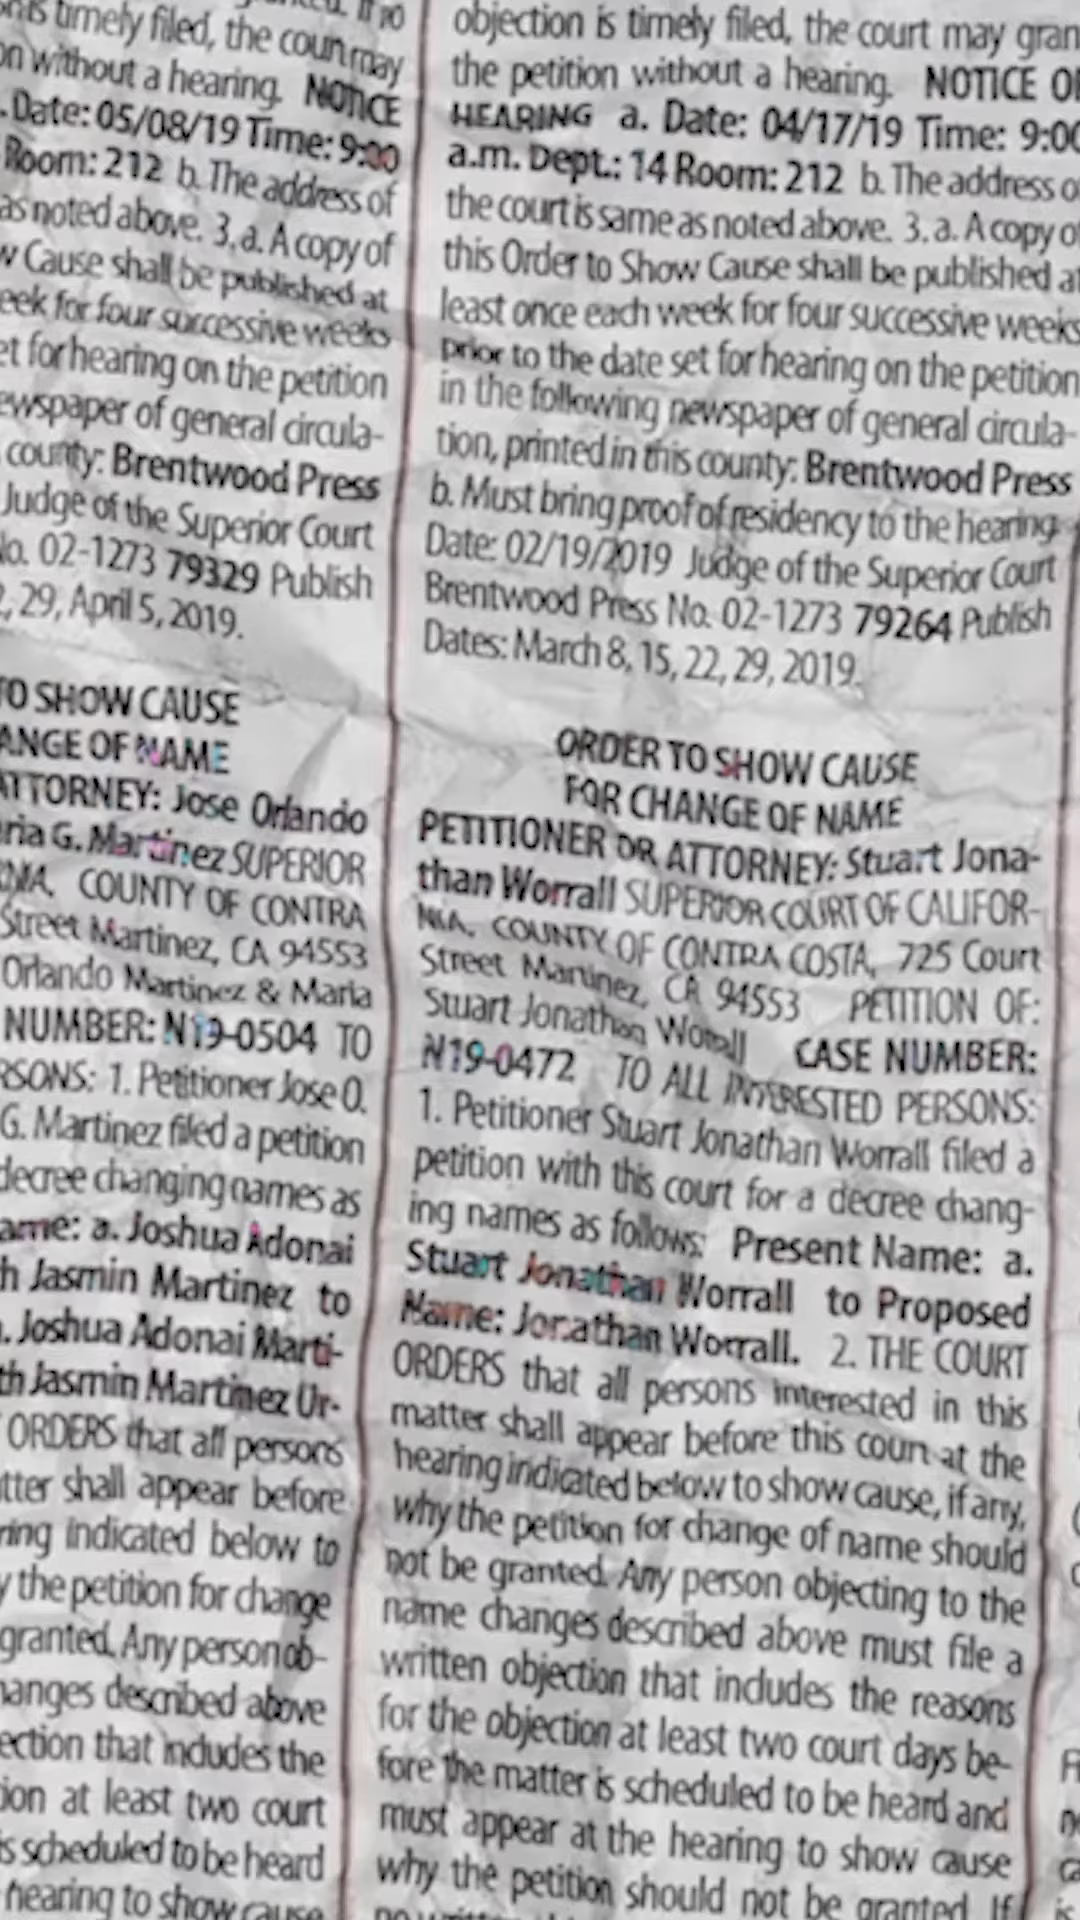 timely filed, the court may
on without a hearing. NOTICE
Date: 05/08/19 Time: 9:00
Room: 212 b. The address of
as noted above. 3. a. A copy of
w Cause shall be published at
eek for four successive weeks
et for hearing on the petition
ewspaper of general circula-
county: Brentwood Press
Judge of the Superior Court
No. 02-1273 79329 Publish
29, April 5, 2019.
TO SHOW CAUSE
ANGE OF NAME
ATTORNEY: Jose Orlando
ria G. Martinez SUPERIOR
NIA, COUNTY OF CONTRA
Street Martinez, CA 94553
Orlando Martinez & Maria
NUMBER: N19-0504 TO
RSONS: 1. Petitioner Jose O.
G. Martinez filed a petition
decree changing names as
ame: a. Joshua Adonai
h Jasmin Martinez to
. Joshua Adonai Marti-
th Jasmin Martinez Ur-
ORDERS that all persons
tter shall appear before
ring indicated below to
y the petition for change
granted. Any person ob-
hanges described above
ection that includes the
ion at least two court
is scheduled to be heard
hearing to show cause
objection is timely filed, the court may gran
the petition without a hearing. NOTICE OF
HEARING a. Date: 04/17/19 Time: 9:00
a.m. Dept.: 14 Room: 212 b. The address o
the court is same as noted above. 3. a. A copy of
this Order to Show Cause shall be published at
least once each week for four successive weeks
prior to the date set for hearing on the petition
in the following newspaper of general circula-
tion, printed in this county: Brentwood Press
b. Must bring proof of residency to the hearing
Date: 02/19/2019 Judge of the Superior Court
Brentwood Press No. 02-1273 79264 Publish
Dates: March 8, 15, 22, 29, 2019.
ORDER TO SHOW CAUSE
FOR CHANGE OF NAME
PETITIONER OR ATTORNEY: Stuart Jona-
than Worrall SUPERIOR COURT OF CALIFOR-
NIA, COUNTY OF CONTRA COSTA, 725 Court
Street Martinez, CA 94553 PETITION OF:
Stuart Jonathan Worrall CASE NUMBER:
N19-0472 TO ALL INTERESTED PERSONS:
1. Petitioner Stuart Jonathan Worrall filed a
petition with this court for a decree chang-
ing names as follows: Present Name: a.
Stuart Jonathan Worrall to Proposed
Name: Jonathan Worrall. 2. THE COURT
ORDERS that all persons interested in this
matter shall appear before this court at the
hearing indicated below to show cause, if any,
why the petition for change of name should
not be granted. Any person objecting to the
name changes described above must file a
written objection that includes the reasons
for the objection at least two court days be-
fore the matter is scheduled to be heard and
must appear at the hearing to show cause
why the petition should not be granted. If